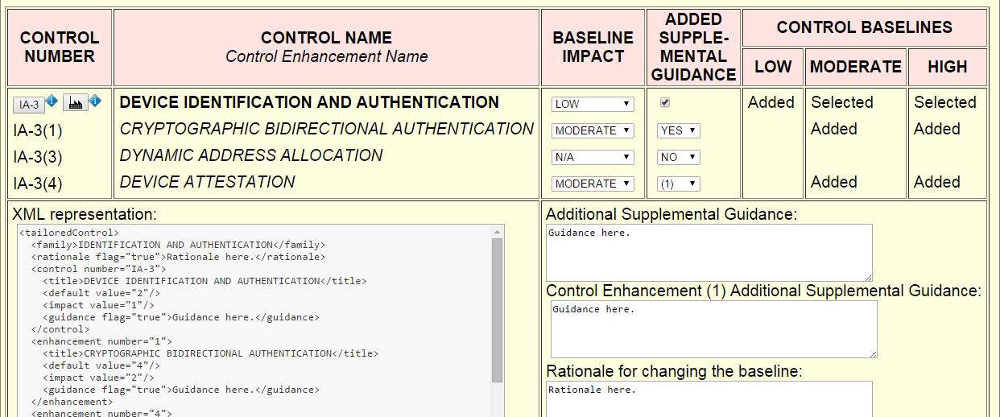 CONTROL NUMBER
CONTROL NAME
Control Enhancement Name
BASELINE IMPACT
ADDED SUPPLE-MENTAL GUIDANCE
CONTROL BASELINES
LOW MODERATE HIGH
IA-3 i i DEVICE IDENTIFICATION AND AUTHENTICATION LOW Added Selected Selected
IA-3(1) CRYPTOGRAPHIC BIDIRECTIONAL AUTHENTICATION MODERATE YES Added Added
IA-3(3) DYNAMIC ADDRESS ALLOCATION N/A NO
IA-3(4) DEVICE ATTESTATION MODERATE (1) Added Added
XML representation:
<tailoredControl>
<family>IDENTIFICATION AND AUTHENTICATION</family>
<rationale flag="true">Rationale here.</rationale>
<control number="IA-3">
<title>DEVICE IDENTIFICATION AND AUTHENTICATION</title>
<default value="2"/>
<impact value="1"/>
<guidance flag="true">Guidance here.</guidance>
</control>
<enhancement number="1">
<title>CRYPTOGRAPHIC BIDIRECTIONAL AUTHENTICATION</title>
<default value="4"/>
<impact value="2"/>
<guidance flag="true">Guidance here.</guidance>
</enhancement>
<enhancement number="4">
Additional Supplemental Guidance:
Guidance here.
Control Enhancement (1) Additional Supplemental Guidance:
Guidance here.
Rationale for changing the baseline:
Rationale here.